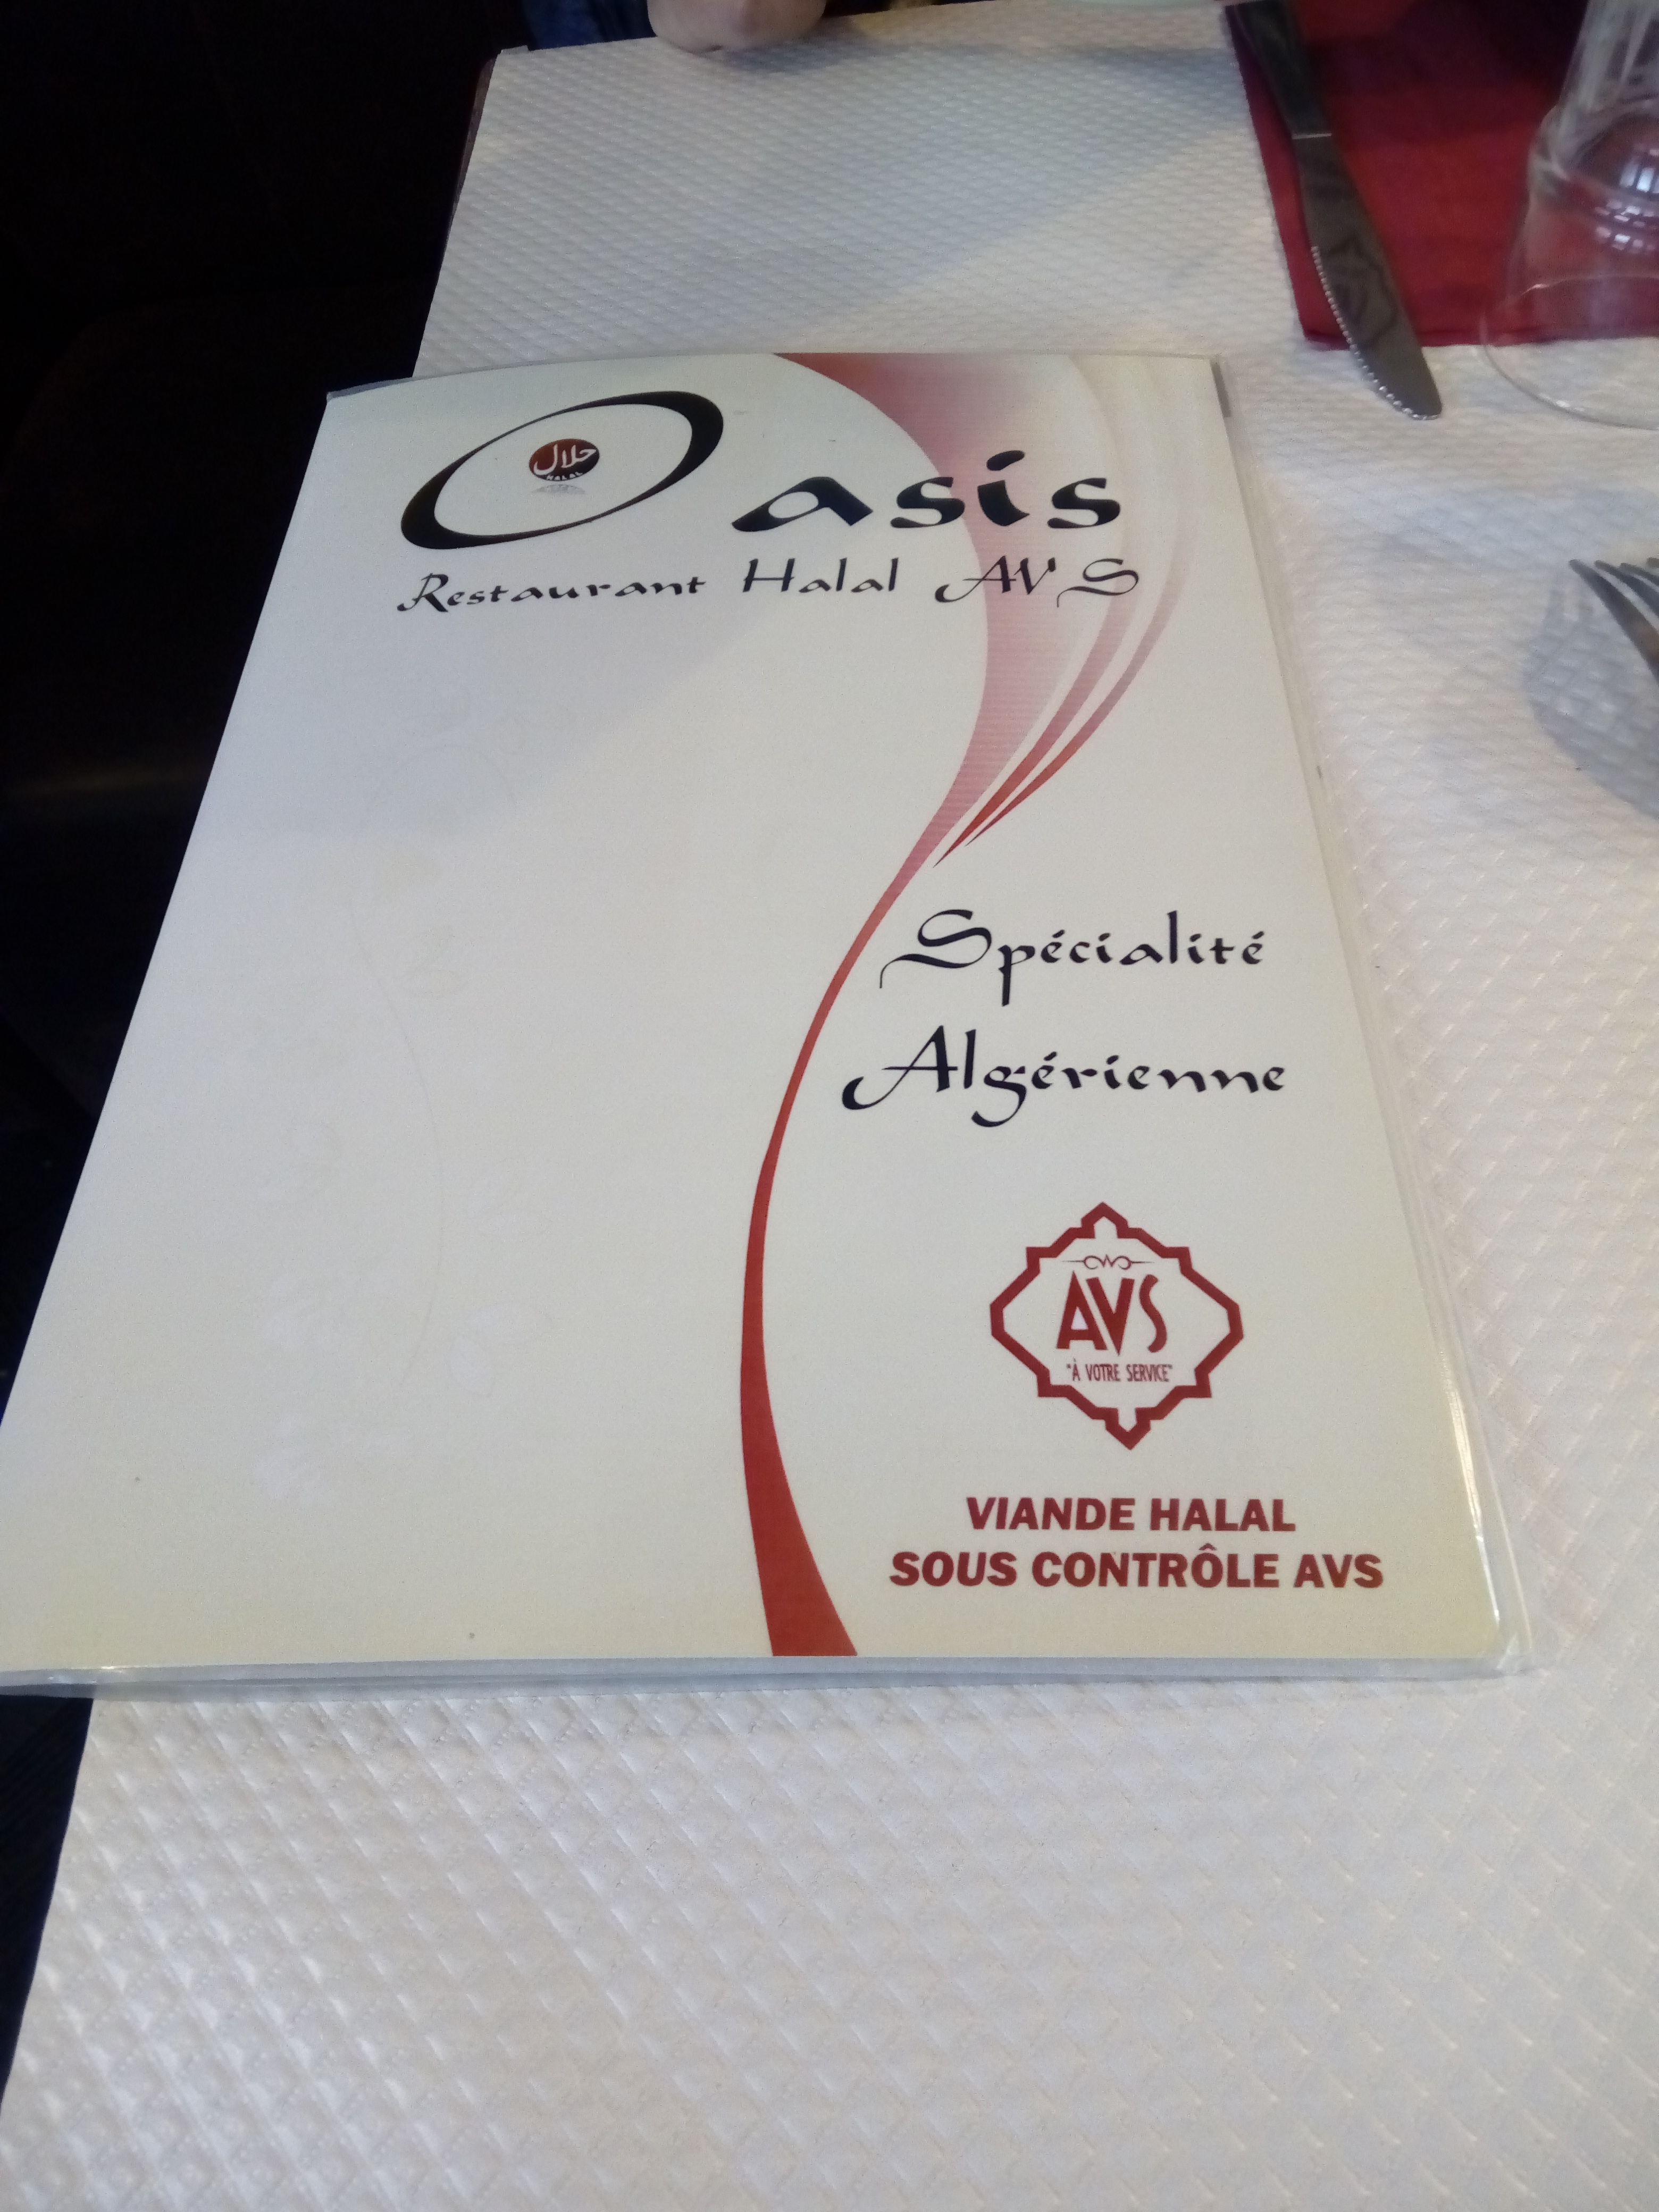 Oasis
حلال
HALAL
Restaurant Halal AVS
Spécialité
Algérienne
AVS
"À VOTRE SERVICE"
VIANDE HALAL
SOUS CONTRÔLE AVS